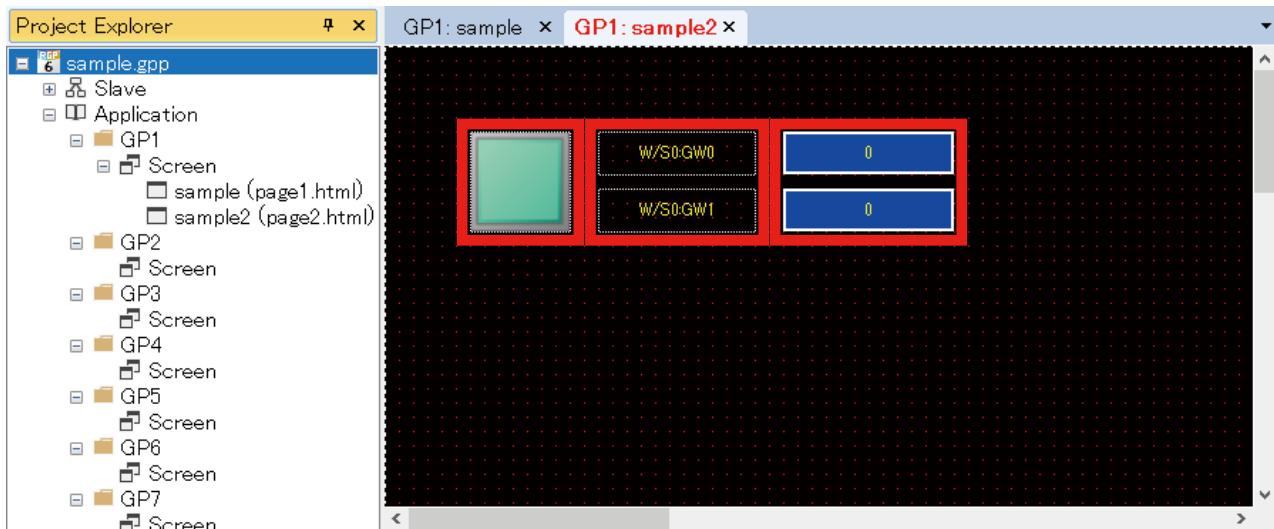 Project Explorer
GP1: sample
GP1: sample2
sample.gpp
Slave
Application
GP1
Screen
sample (page1.html)
sample2 (page2.html)
GP2
Screen
GP3
Screen
GP4
Screen
GP5
Screen
GP6
Screen
GP7
Screen
W/S0:GW0
0
W/S0:GW1
0